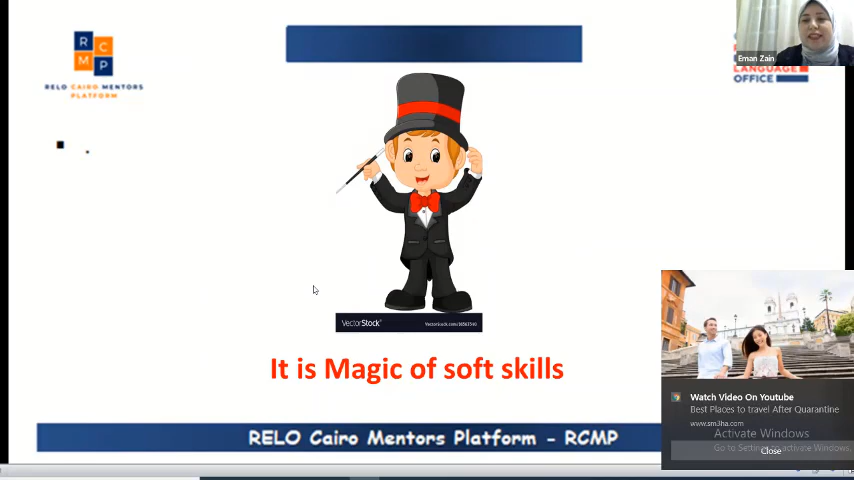 R
C
M
P
RELO CAIRO MENTORS
PLATFORM
Eman Zain
LANGUAGE
OFFICE
VectorStock®
VectorStock.com/16567540
It is Magic of soft skills
RELO Cairo Mentors Platform - RCMP
Watch Video On Youtube
Best Places to travel After Quarantine
www.sm3ha.com
Activate Windows
Go to Settings to activate Windows.
Close